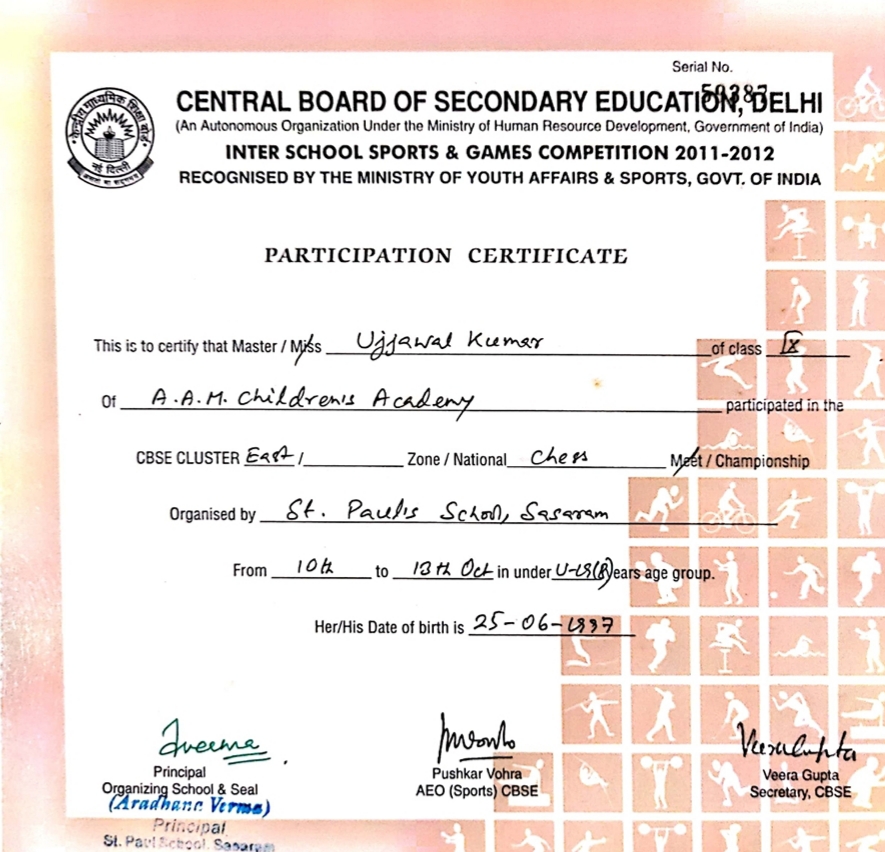 Serial No.
CENTRAL BOARD OF SECONDARY EDUCATION, DELHI
(An Autonomous Organization Under the Ministry of Human Resource Development, Government of India)
INTER SCHOOL SPORTS & GAMES COMPETITION 2011-2012
RECOGNISED BY THE MINISTRY OF YOUTH AFFAIRS & SPORTS, GOVT. OF INDIA
केन्द्रीय माध्यमिक शिक्षा बोर्ड
नई दिल्ली
PARTICIPATION CERTIFICATE
This is to certify that Master / Miss Ujjawal Kumar of class IX
Of A.A.M. Children's Academy participated in the
CBSE CLUSTER East / Zone / National Chess Meet / Championship
Organised by St. Paul's School, Sasaram
From 10th to 13th Oct in under years age group.
Her/His Date of birth is 25-06-1997
Principal
Organizing School & Seal
(Aradhana Verma)
Principal
St. Paul School, Sasaram
Pushkar Vohra
AEO (Sports) CBSE
Veera Gupta
Veera Gupta
Secretary, CBSE